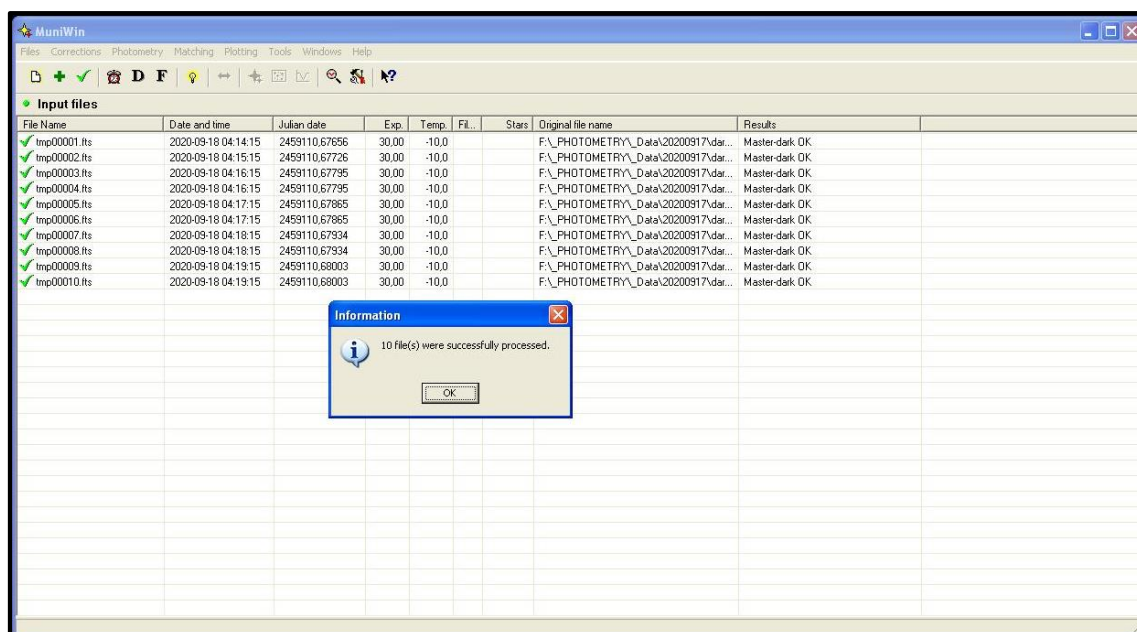 MuniWin
Files Corrections Photometry Matching Plotting Tools Windows Help
D F
Input files
File Name Date and time Julian date Exp. Temp. Fil... Stars Original file name Results
tmp00001.fts 2020-09-18 04:14:15 2459110,67656 30,00 -10,0 F:\_PHOTOMETRY\_Data\20200917\dar... Master-dark OK
tmp00002.fts 2020-09-18 04:15:15 2459110,67726 30,00 -10,0 F:\_PHOTOMETRY\_Data\20200917\dar... Master-dark OK
tmp00003.fts 2020-09-18 04:16:15 2459110,67795 30,00 -10,0 F:\_PHOTOMETRY\_Data\20200917\dar... Master-dark OK
tmp00004.fts 2020-09-18 04:16:15 2459110,67795 30,00 -10,0 F:\_PHOTOMETRY\_Data\20200917\dar... Master-dark OK
tmp00005.fts 2020-09-18 04:17:15 2459110,67865 30,00 -10,0 F:\_PHOTOMETRY\_Data\20200917\dar... Master-dark OK
tmp00006.fts 2020-09-18 04:17:15 2459110,67865 30,00 -10,0 F:\_PHOTOMETRY\_Data\20200917\dar... Master-dark OK
tmp00007.fts 2020-09-18 04:18:15 2459110,67934 30,00 -10,0 F:\_PHOTOMETRY\_Data\20200917\dar... Master-dark OK
tmp00008.fts 2020-09-18 04:18:15 2459110,67934 30,00 -10,0 F:\_PHOTOMETRY\_Data\20200917\dar... Master-dark OK
tmp00009.fts 2020-09-18 04:19:15 2459110,68003 30,00 -10,0 F:\_PHOTOMETRY\_Data\20200917\dar... Master-dark OK
tmp00010.fts 2020-09-18 04:19:15 2459110,68003 30,00 -10,0 F:\_PHOTOMETRY\_Data\20200917\dar... Master-dark OK
Information
10 file(s) were successfully processed.
OK